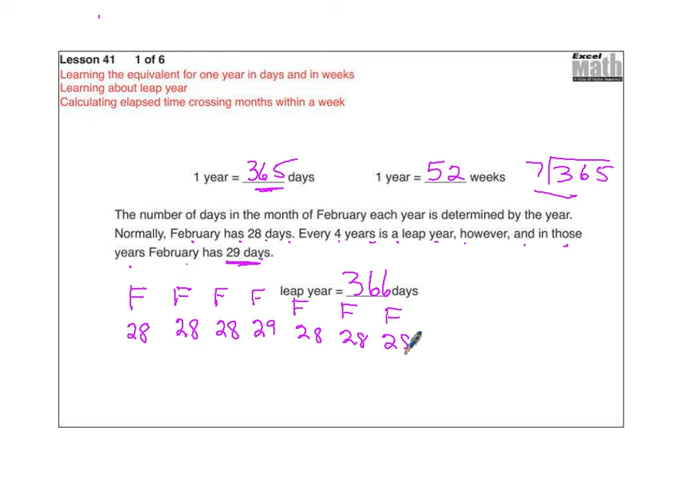 Lesson 41 1 of 6
Learning the equivalent for one year in days and in weeks
Learning about leap year
Calculating elapsed time crossing months within a week
Excel
Math
1 year = 365 days 1 year = 52 weeks 7 365
The number of days in the month of February each year is determined by the year.
Normally, February has 28 days. Every 4 years is a leap year, however, and in those
years February has 29 days.
leap year = 366 days
F F F F F F F
28 28 28 29 28 28 28